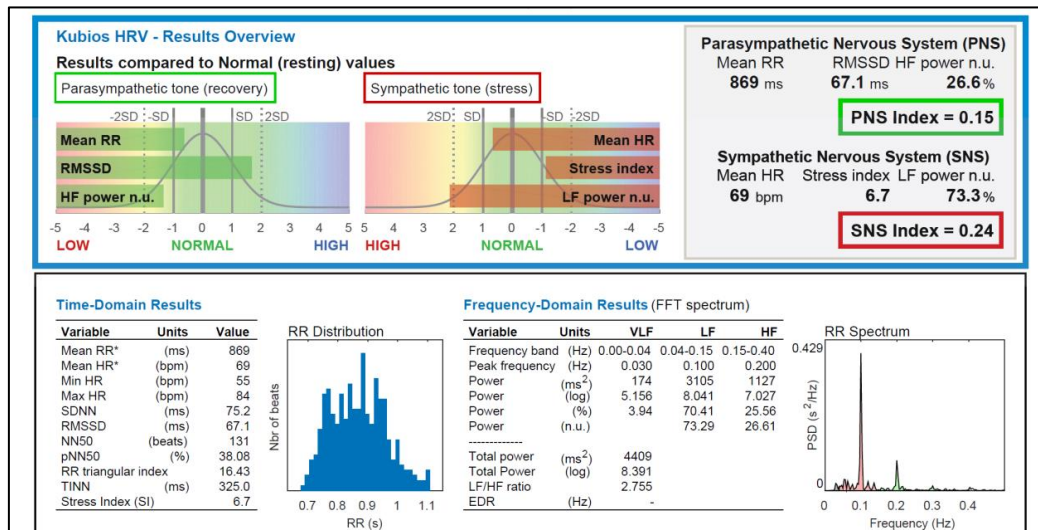 Kubios HRV - Results Overview
Results compared to Normal (resting) values
Parasympathetic tone (recovery)
-2SD -SD SD 2SD
Mean RR
RMSSD
HF power n.u.
-5 -4 -3 -2 -1 0 1 2 3 4 5
LOW NORMAL HIGH
Sympathetic tone (stress)
2SD SD -SD -2SD
Mean HR
Stress index
LF power n.u.
5 4 3 2 1 0 -1 -2 -3 -4 -5
HIGH NORMAL LOW
Parasympathetic Nervous System (PNS)
Mean RR RMSSD HF power n.u.
869 ms 67.1 ms 26.6 %
PNS Index = 0.15
Sympathetic Nervous System (SNS)
Mean HR Stress index LF power n.u.
69 bpm 6.7 73.3 %
SNS Index = 0.24
Time-Domain Results
Variable Units Value
Mean RR* (ms) 869
Mean HR* (bpm) 69
Min HR (bpm) 55
Max HR (bpm) 84
SDNN (ms) 75.2
RMSSD (ms) 67.1
NN50 (beats) 131
pNN50 (%) 38.08
RR triangular index 16.43
TINN (ms) 325.0
Stress Index (SI) 6.7
RR Distribution
Nbr of beats
0.7 0.8 0.9 1 1.1
RR (s)
Frequency-Domain Results (FFT spectrum)
Variable Units VLF LF HF
Frequency band (Hz) 0.00-0.04 0.04-0.15 0.15-0.40
Peak frequency (Hz) 0.030 0.100 0.200
Power (ms2) 174 3105 1127
Power (log) 5.156 8.041 7.027
Power (%) 3.94 70.41 25.56
Power (n.u.) 73.29 26.61
-------------
Total power (ms2) 4409
Total Power (log) 8.391
LF/HF ratio 2.755
EDR (Hz) -
RR Spectrum
0.429
PSD (s2/Hz)
0
0 0.1 0.2 0.3 0.4
Frequency (Hz)